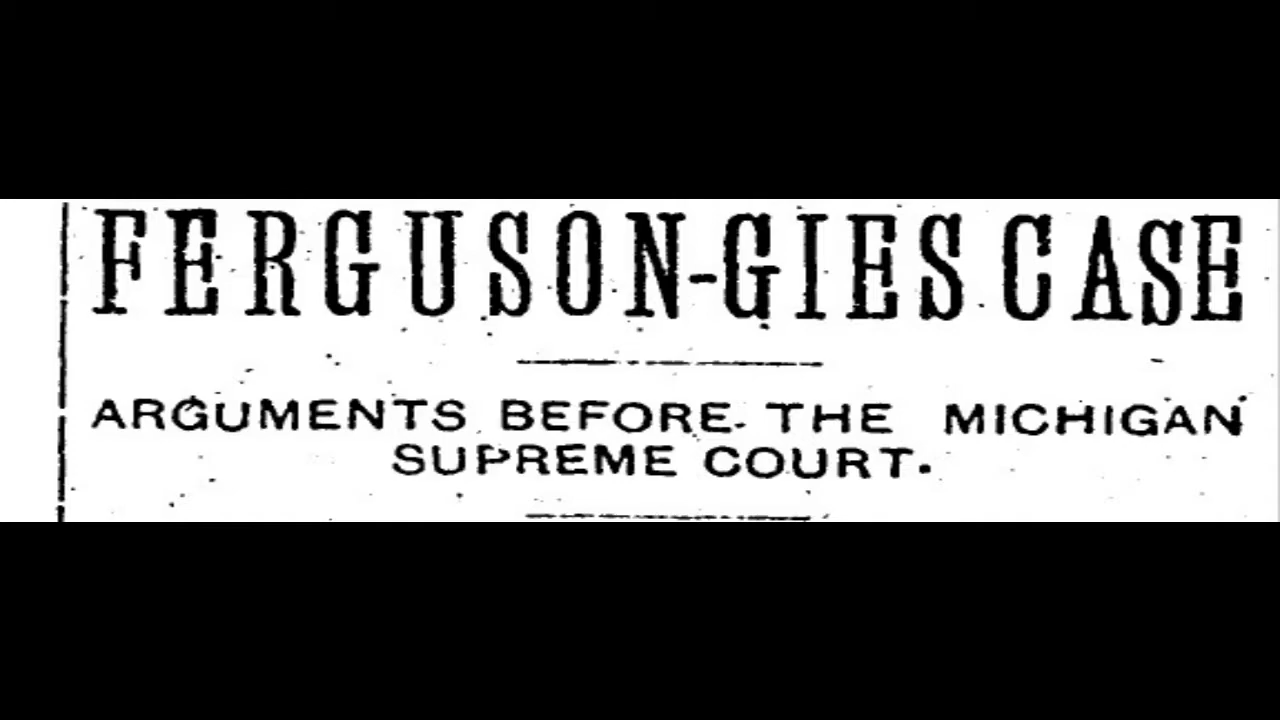 FERGUSON-GIES CASE
ARGUMENTS BEFORE THE MICHIGAN
SUPREME COURT.